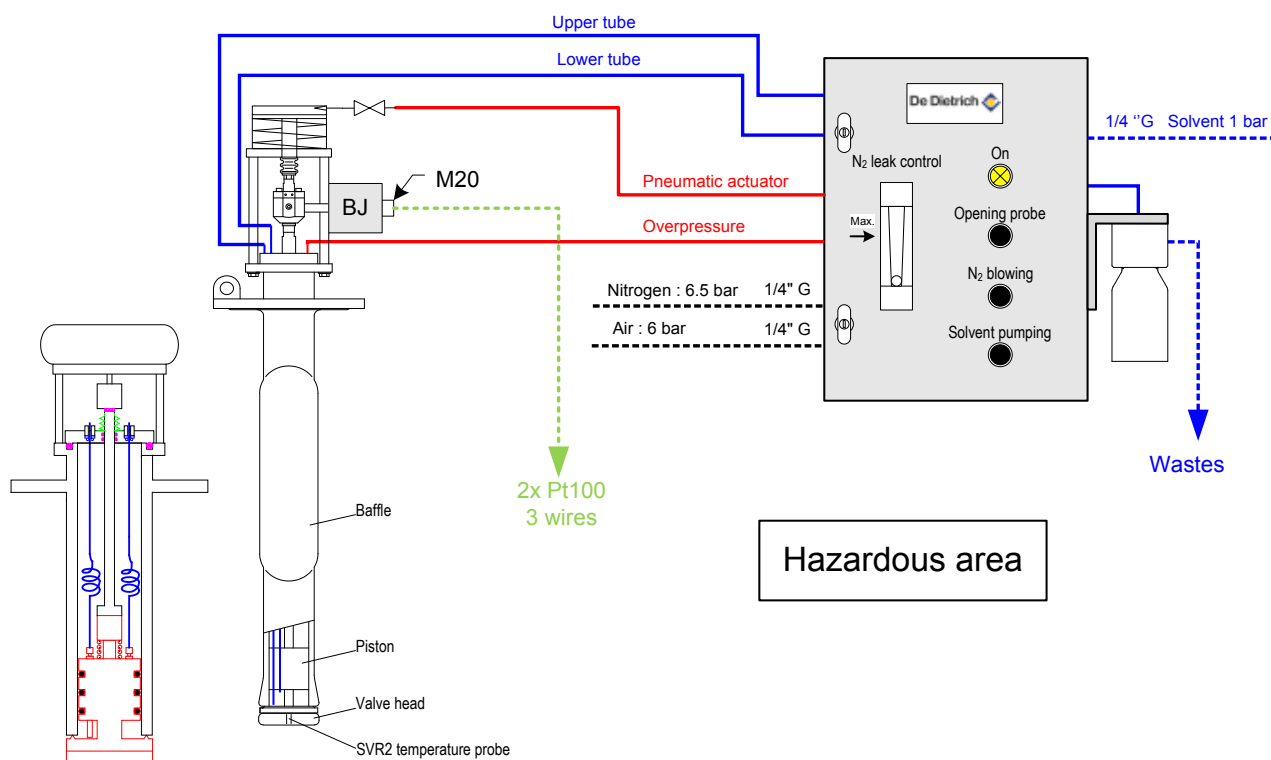 Upper tube
Lower tube
De Dietrich
1/4 ‘’G Solvent 1 bar
N₂ leak control
On
M20
BJ
Pneumatic actuator
Max.
Opening probe
Overpressure
N₂ blowing
Nitrogen : 6.5 bar 1/4" G
Air : 6 bar 1/4" G
Solvent pumping
Wastes
2x Pt100
3 wires
Baffle
Hazardous area
Piston
Valve head
SVR2 temperature probe